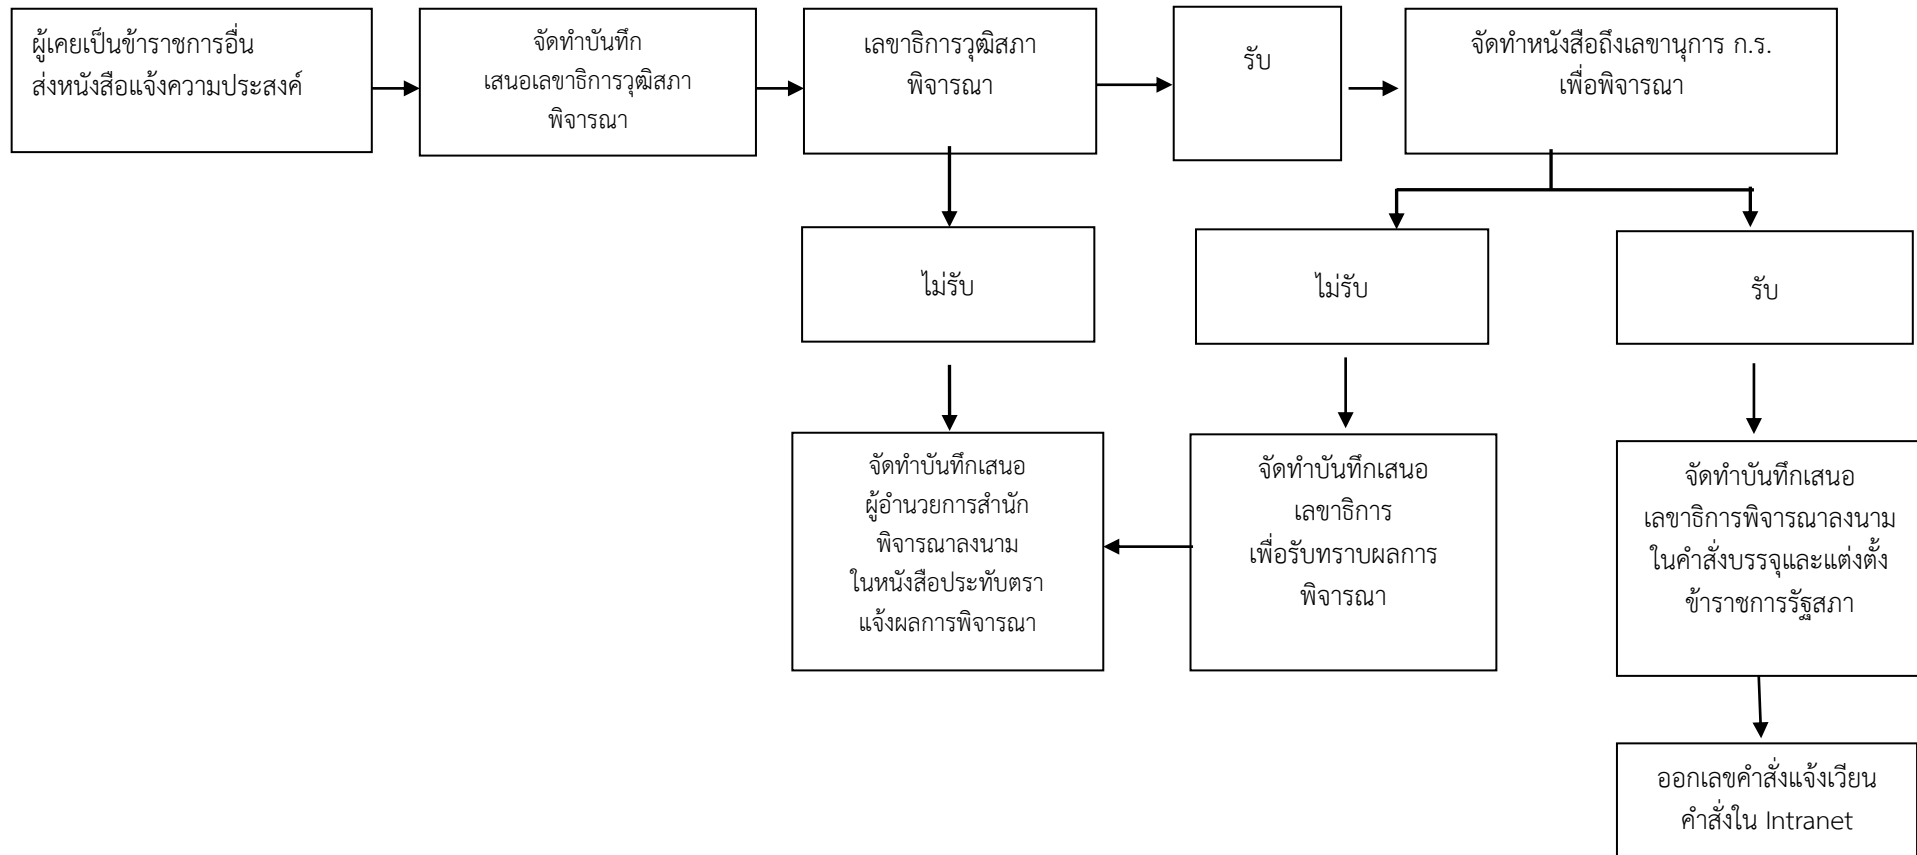 ผู้เคยเป็นข้าราชการอื่น
ส่งหนังสือแจ้งความประสงค์
จัดทำบันทึก
เสนอเลขาธิการวุฒิสภา
พิจารณา
เลขาธิการวุฒิสภา
พิจารณา
รับ
จัดทำหนังสือถึงเลขานุการ ก.ร.
เพื่อพิจารณา
ไม่รับ
ไม่รับ
รับ
จัดทำบันทึกเสนอ
ผู้อำนวยการสำนัก
พิจารณาลงนาม
ในหนังสือประทับตรา
แจ้งผลการพิจารณา
จัดทำบันทึกเสนอ
เลขาธิการ
เพื่อรับทราบผลการ
พิจารณา
จัดทำบันทึกเสนอ
เลขาธิการพิจารณาลงนาม
ในคำสั่งบรรจุและแต่งตั้ง
ข้าราชการรัฐสภา
ออกเลขคำสั่งแจ้งเวียน
คำสั่งใน Intranet